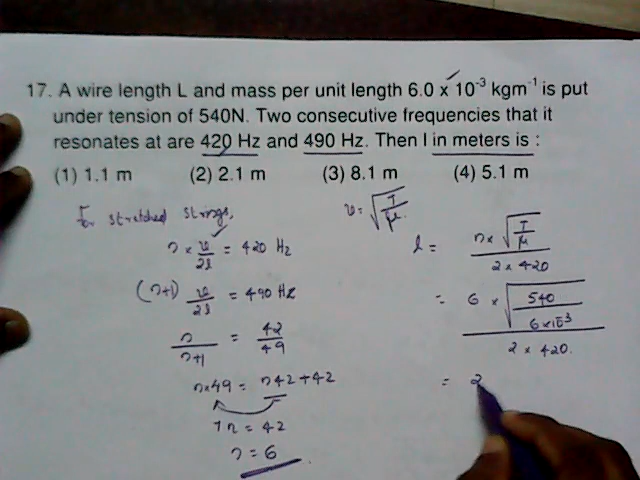 17. A wire length L and mass per unit length 6.0 x 10⁻³ kgm⁻¹ is put
under tension of 540N. Two consecutive frequencies that it
resonates at are 420 Hz and 490 Hz. Then l in meters is :
(1) 1.1 m (2) 2.1 m (3) 8.1 m (4) 5.1 m
For stretched strings,
v = √(T/μ)
n × v/2l = 420 Hz
(n+1) v/2l = 490 Hz
n/(n+1) = 42/49
n×49 = n42+42
7n = 42
n = 6
l = n×√(T/μ) / 2×420
= 6 × √(540/6×10⁻³) / 2 × 420.
= 2